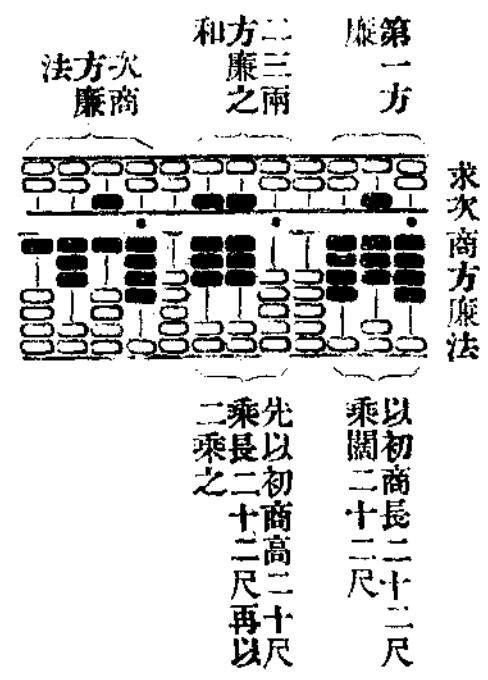 求次商方廉法
第一方
廉
二三兩
方廉之
和
次商
方廉
法
以初商長二十二尺
乘闊二十二尺
先以初商高二十尺
乘長二十二尺再以
二乘之